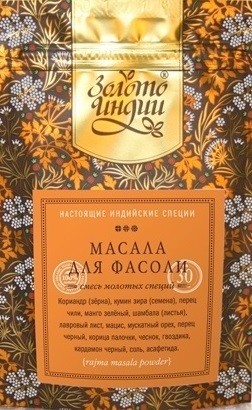 Золото
Индии
НАСТОЯЩИЕ ИНДИЙСКИЕ СПЕЦИИ
МАСАЛА
ДЛЯ ФАСОЛИ
смесь молотых специй
Кориандр (зёрна), кумин зира (семена), перец
чили, манго зелёный, шамбала (листья),
лавровый лист, мацис, мускатный орех, перец
черный, корица палочки, чеснок, гвоздика,
кардамон черный, соль, асафетида.
(rajma masala powder)